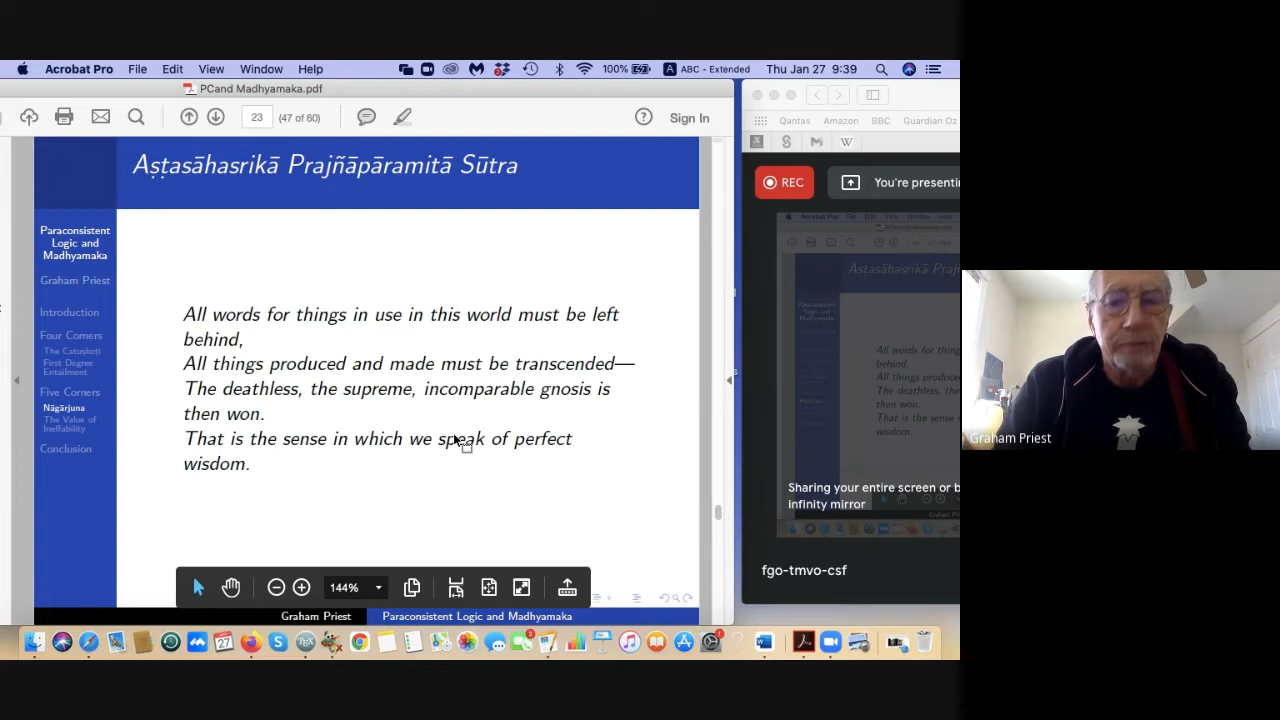 Acrobat Pro File Edit View Window Help 100% A ABC - Extended Thu Jan 27 9:39
PCand Madhyamaka.pdf
23 (47 of 60) Sign In
Aṣṭasāhasrikā Prajñāpāramitā Sūtra
Paraconsistent
Logic and
Madhyamaka
Graham Priest
Introduction
Four Corners
The Catuṣkoṭi
First Degree
Entailment
Five Corners
Nāgārjuna
The Value of
Ineffability
Conclusion
All words for things in use in this world must be left
behind,
All things produced and made must be transcended—
The deathless, the supreme, incomparable gnosis is
then won.
That is the sense in which we speak of perfect
wisdom.
144%
Graham Priest Paraconsistent Logic and Madhyamaka
Qantas Amazon BBC Guardian Oz
W
REC You're presenti
Sharing your entire screen or b
infinity mirror
fgo-tmvo-csf
Graham Priest